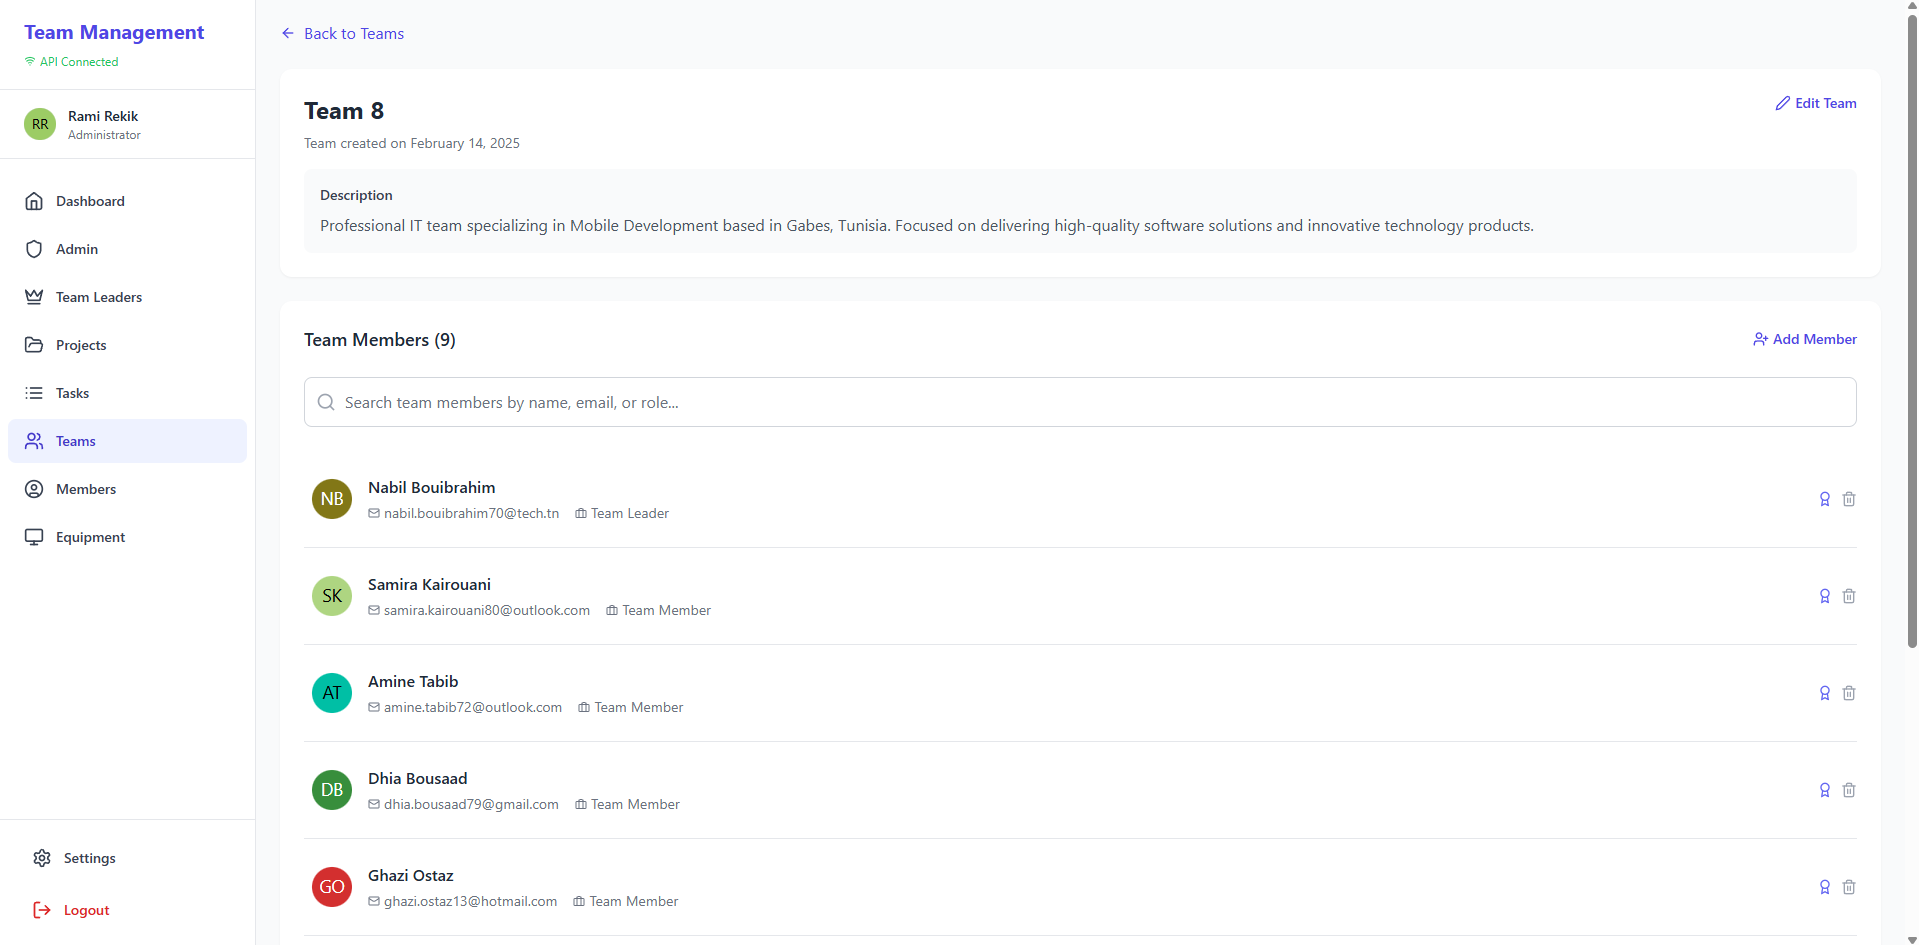 Team Management
API Connected
RR
Rami Rekik
Administrator
Dashboard
Admin
Team Leaders
Projects
Tasks
Teams
Members
Equipment
Settings
Logout
Back to Teams
Team 8
Edit Team
Team created on February 14, 2025
Description
Professional IT team specializing in Mobile Development based in Gabes, Tunisia. Focused on delivering high-quality software solutions and innovative technology products.
Team Members (9)
Add Member
Search team members by name, email, or role...
NB
Nabil Bouibrahim
nabil.bouibrahim70@tech.tn Team Leader
SK
Samira Kairouani
samira.kairouani80@outlook.com Team Member
AT
Amine Tabib
amine.tabib72@outlook.com Team Member
DB
Dhia Bousaad
dhia.bousaad79@gmail.com Team Member
GO
Ghazi Ostaz
ghazi.ostaz13@hotmail.com Team Member